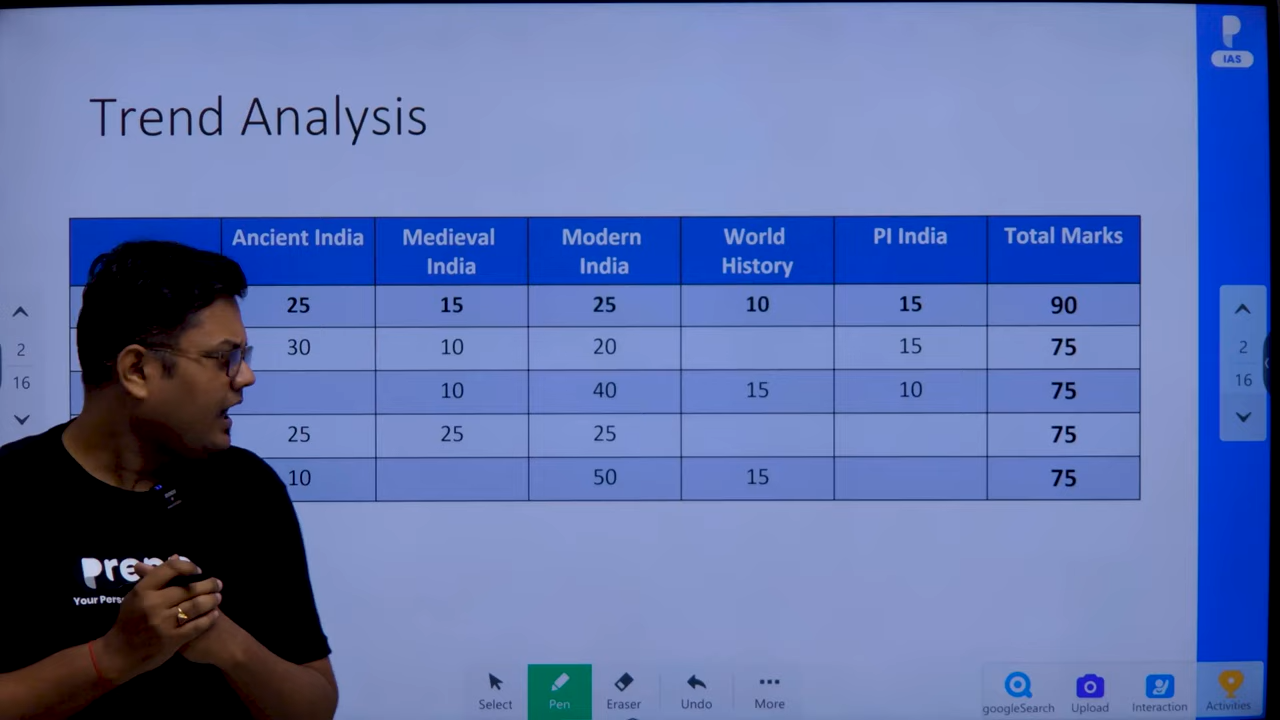 IAS
Trend Analysis
Ancient India Medieval India Modern India World History PI India Total Marks
25 15 25 10 15 90
30 10 20 15 75
10 40 15 10 75
25 25 25 75
10 50 15 75
2
16
2
16
Your
Select Pen Eraser Undo More
googleSearch Upload Interaction Activities